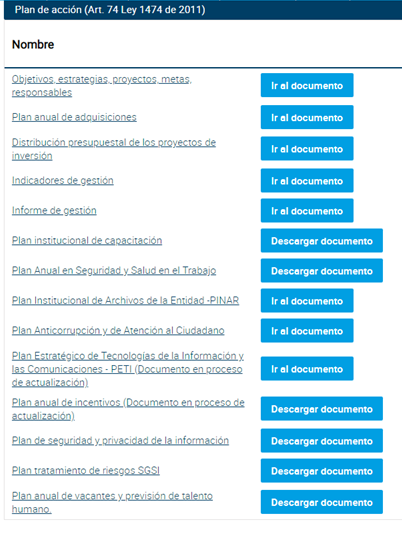 Plan de acción (Art. 74 Ley 1474 de 2011)
Nombre
Objetivos, estrategias, proyectos, metas,
responsables
Ir al documento
Plan anual de adquisiciones
Ir al documento
Distribución presupuestal de los proyectos de
inversión
Ir al documento
Indicadores de gestión
Ir al documento
Informe de gestión
Ir al documento
Plan institucional de capacitación
Descargar documento
Plan Anual en Seguridad y Salud en el Trabajo
Descargar documento
Plan Institucional de Archivos de la Entidad -PINAR
Ir al documento
Plan Anticorrupción y de Atención al Ciudadano
Ir al documento
Plan Estratégico de Tecnologías de la Información y
las Comunicaciones - PETI (Documento en proceso
de actualización)
Ir al documento
Plan anual de incentivos (Documento en proceso de
actualización)
Descargar documento
Plan de seguridad y privacidad de la información
Descargar documento
Plan tratamiento de riesgos SGSI
Descargar documento
Plan anual de vacantes y previsión de talento
humano.
Descargar documento